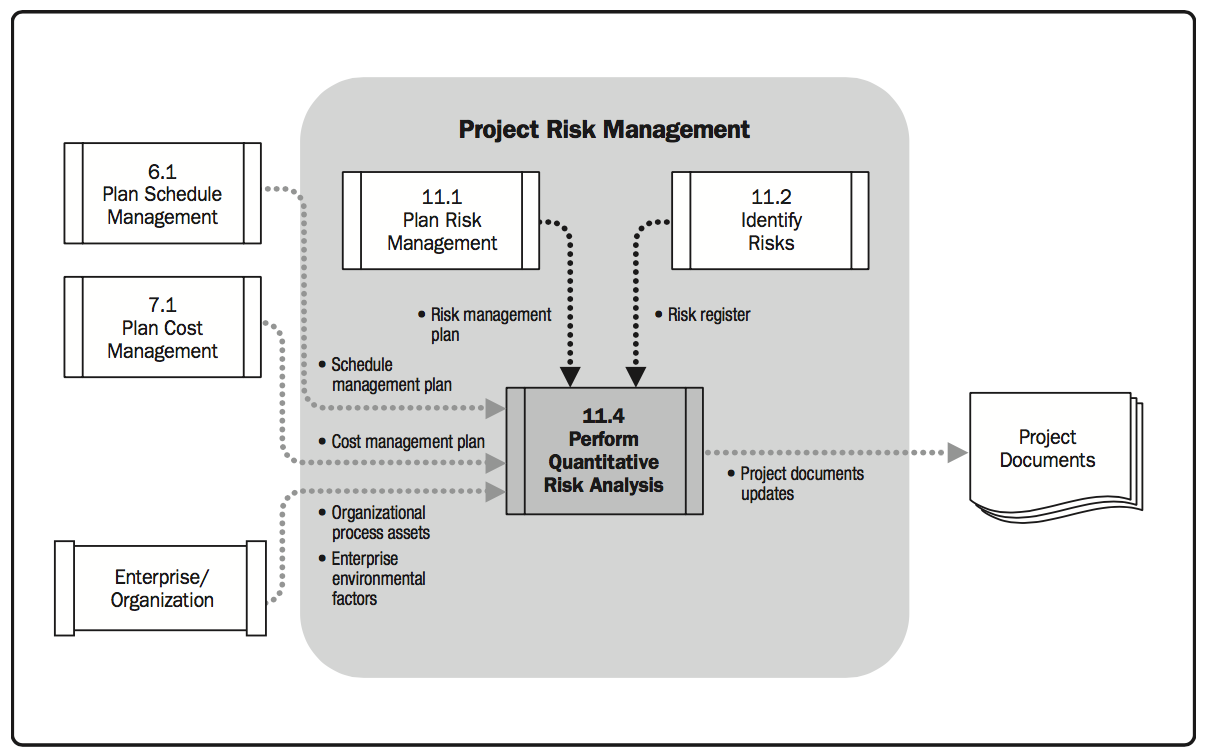 Project Risk Management
6.1
Plan Schedule
Management
11.1
Plan Risk
Management
11.2
Identify
Risks
7.1
Plan Cost
Management
• Risk management
plan
• Risk register
• Schedule
management plan
11.4
Perform
Quantitative
Risk Analysis
• Cost management plan
Project
Documents
• Project documents
updates
• Organizational
process assets
• Enterprise
environmental
factors
Enterprise/
Organization